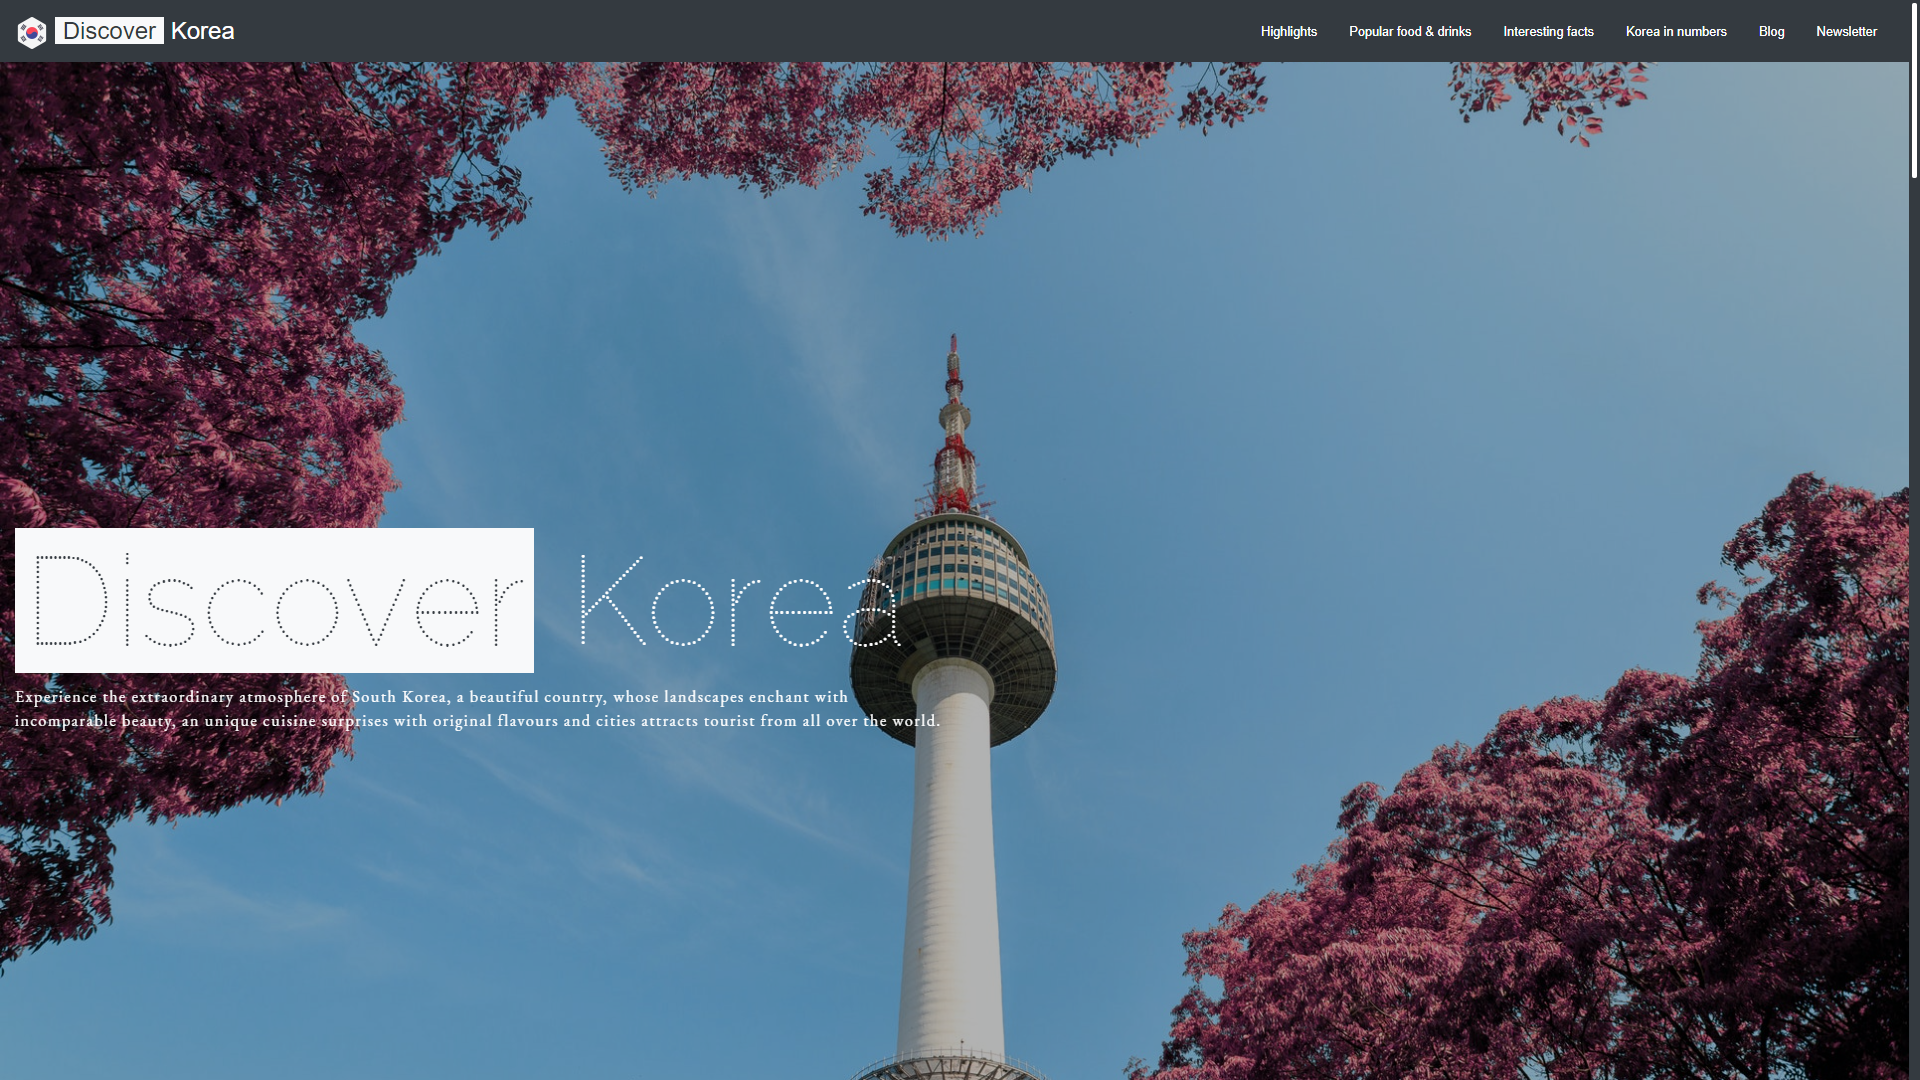 Discover Korea
Highlights
Popular food & drinks
Interesting facts
Korea in numbers
Blog
Newsletter
Discover Korea
Experience the extraordinary atmosphere of South Korea, a beautiful country, whose landscapes enchant with
incomparable beauty, an unique cuisine surprises with original flavours and cities attracts tourist from all over the world.